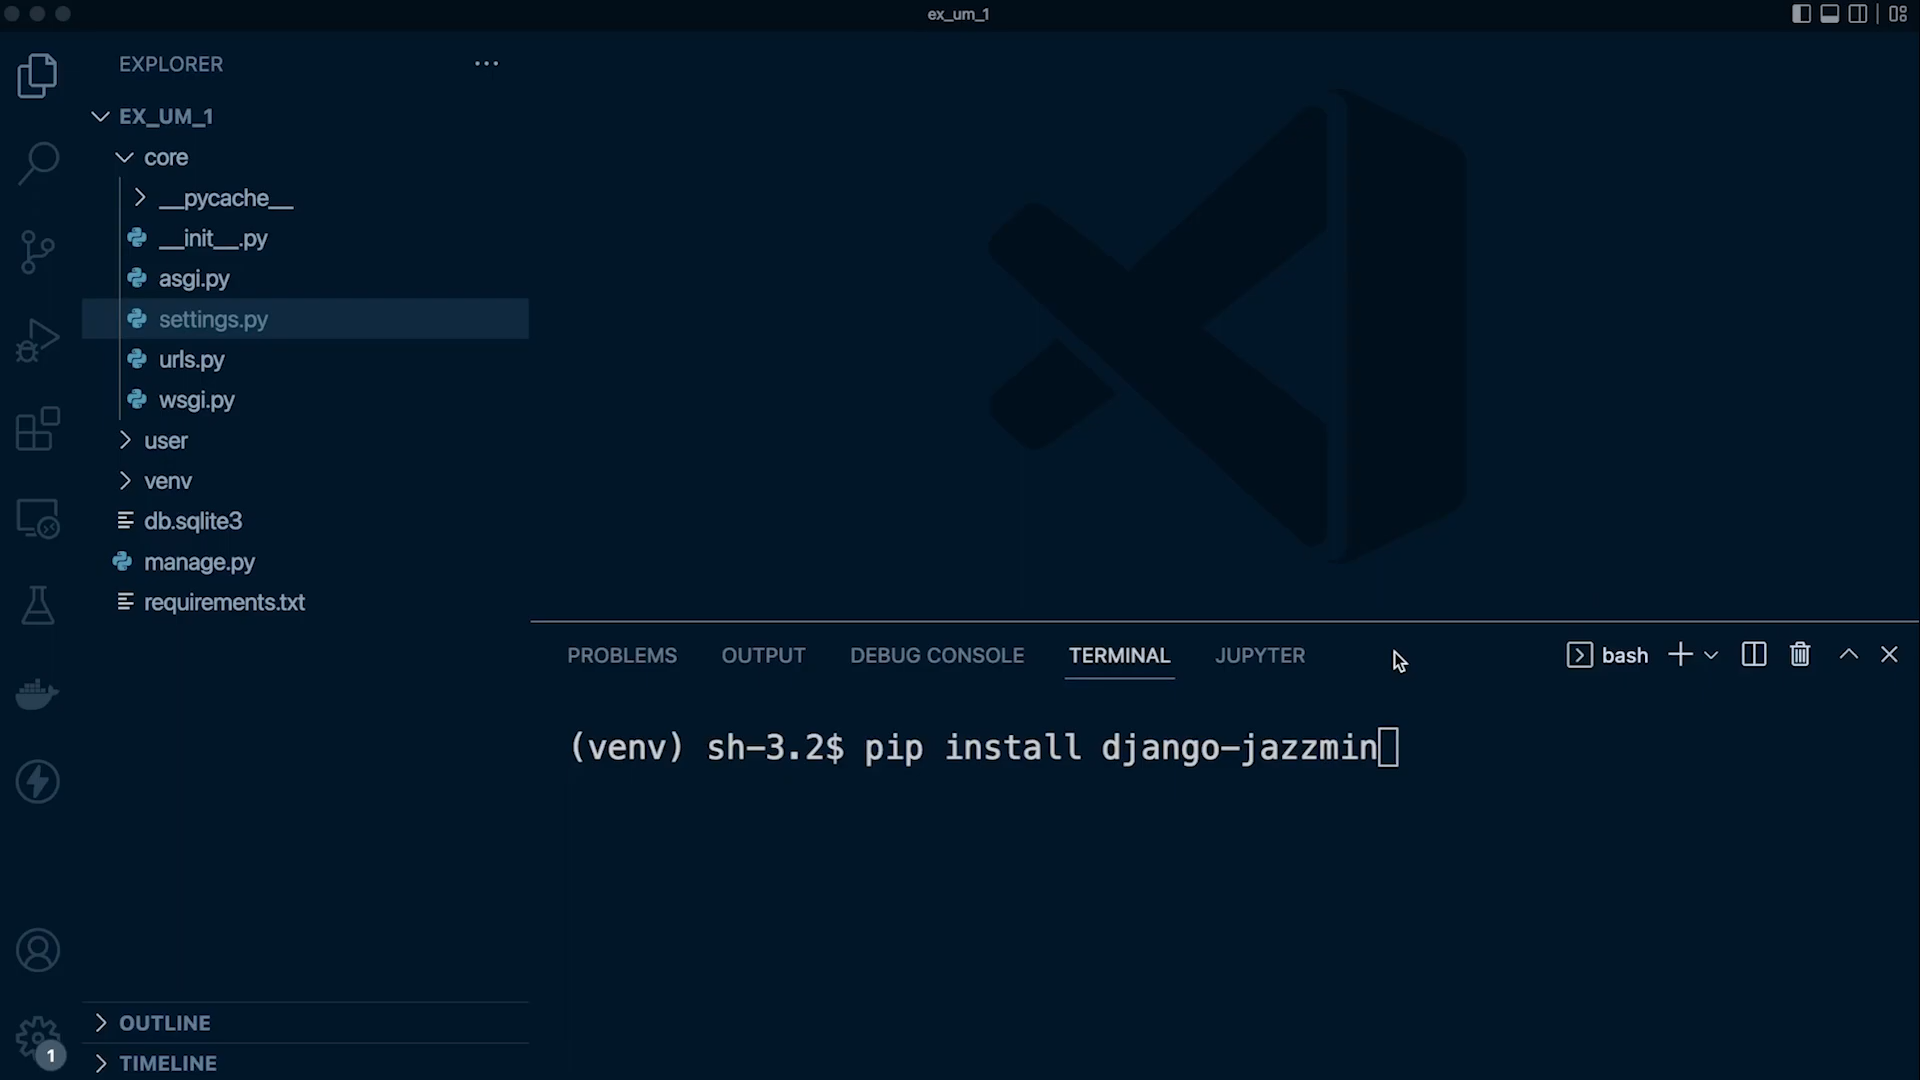 ex_um_1
EXPLORER
EX_UM_1
core
__pycache__
__init__.py
asgi.py
settings.py
urls.py
wsgi.py
user
venv
db.sqlite3
manage.py
requirements.txt
PROBLEMS OUTPUT DEBUG CONSOLE TERMINAL JUPYTER bash
(venv) sh-3.2$ pip install django-jazzmin
OUTLINE
1
TIMELINE